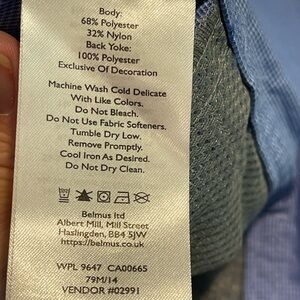 Body:
68% Polyester
32% Nylon
Back Yoke:
100% Polyester
Exclusive Of Decoration
Machine Wash Cold Delicate
With Like Colors.
Do Not Bleach.
Do Not Use Fabric Softeners.
Tumble Dry Low.
Remove Promptly.
Cool Iron As Desired.
Do Not Dry Clean.
Belmus ltd
Albert Mill, Mill Street
Haslingden, BB4 5JW
https://belmus.co.uk
WPL 9647 CA00665
79M/14
VENDOR #02991